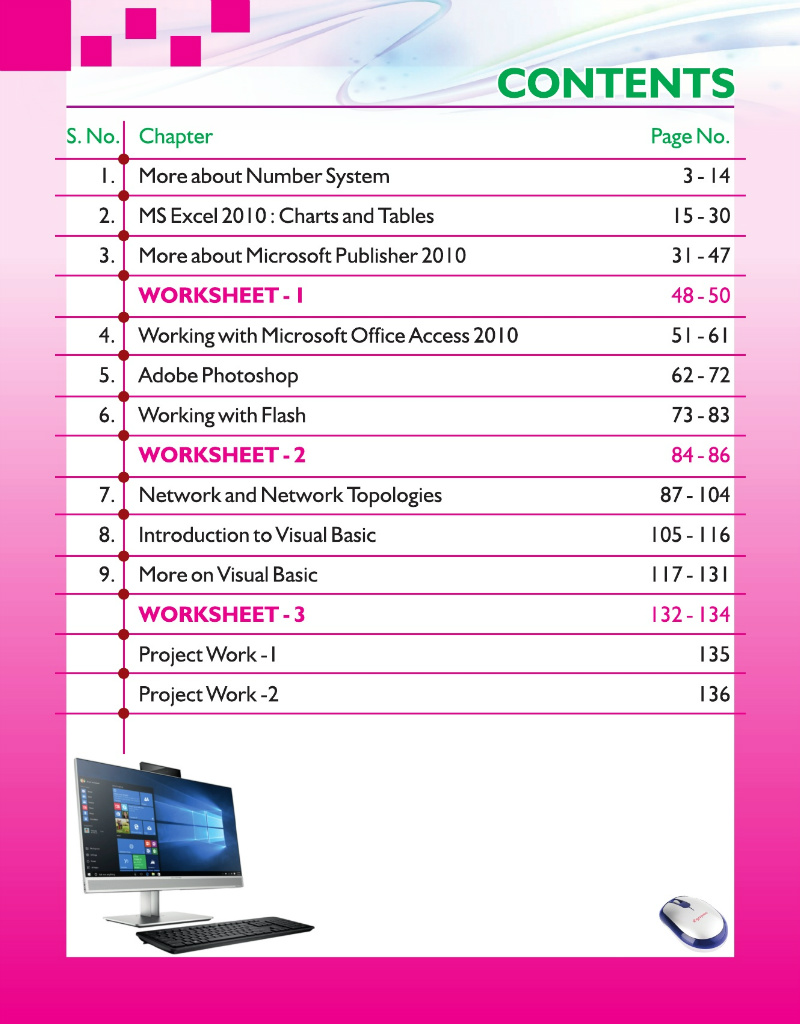 CONTENTS
S. No. Chapter Page No.
1. More about Number System 3 - 14
2. MS Excel 2010 : Charts and Tables 15 - 30
3. More about Microsoft Publisher 2010 31 - 47
WORKSHEET - 1 48 - 50
4. Working with Microsoft Office Access 2010 51 - 61
5. Adobe Photoshop 62 - 72
6. Working with Flash 73 - 83
WORKSHEET - 2 84 - 86
7. Network and Network Topologies 87 - 104
8. Introduction to Visual Basic 105 - 116
9. More on Visual Basic 117 - 131
WORKSHEET - 3 132 - 134
Project Work -1 135
Project Work -2 136